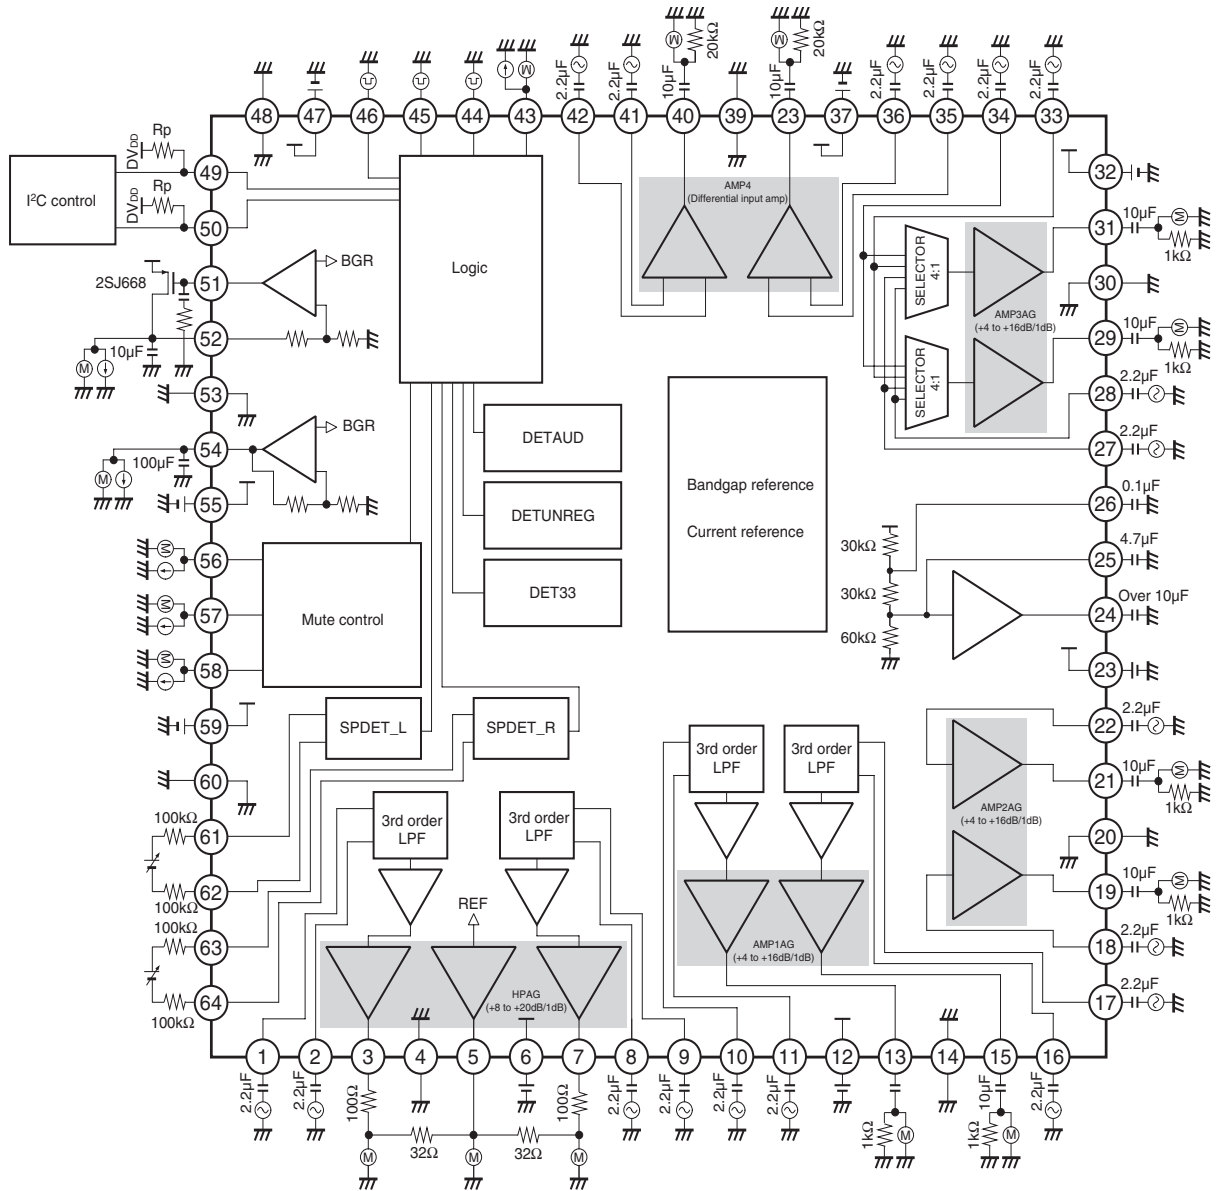 2.2μF
2.2μF
10μF
20kΩ
10μF
20kΩ
2.2μF
2.2μF
2.2μF
2.2μF
48
47
46
45
44
43
42
41
40
39
23
37
36
35
34
33
I²C control
DVDD
Rp
DVDD
Rp
49
50
2SJ668
51
BGR
52
10μF
53
54
BGR
100μF
55
56
57
58
59
60
100kΩ
61
62
100kΩ
100kΩ
63
64
100kΩ
Logic
DETAUD
DETUNREG
DET33
Mute control
SPDET_L
SPDET_R
AMP4
(Differential input amp)
SELECTOR
4:1
SELECTOR
4:1
AMP3AG
(+4 to +16dB/1dB)
Bandgap reference
Current reference
30kΩ
30kΩ
60kΩ
32
31
10μF
M
1kΩ
30
29
10μF
M
1kΩ
28
2.2μF
27
2.2μF
26
0.1μF
25
4.7μF
24
Over 10μF
23
22
2.2μF
21
10μF
M
1kΩ
20
19
10μF
M
1kΩ
18
2.2μF
17
2.2μF
AMP2AG
(+4 to +16dB/1dB)
3rd order
LPF
3rd order
LPF
3rd order
LPF
3rd order
LPF
REF
HPAG
(+8 to +20dB/1dB)
AMP1AG
(+4 to +16dB/1dB)
1
2
3
4
5
6
7
8
9
10
11
12
13
14
15
16
2.2μF
2.2μF
100Ω
100Ω
2.2μF
2.2μF
2.2μF
2.2μF
10μF
2.2μF
32Ω
32Ω
1kΩ
1kΩ
M
M
M
M
M